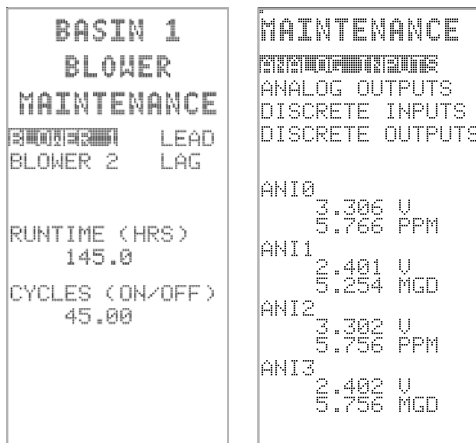 BASIN 1
BLOWER
MAINTENANCE
BLOWER 1 LEAD
BLOWER 2 LAG
RUNTIME (HRS)
145.0
CYCLES (ON/OFF)
45.00
MAINTENANCE
ANALOG INPUTS
ANALOG OUTPUTS
DISCRETE INPUTS
DISCRETE OUTPUTS
ANI0
3.306 V
5.766 PPM
ANI1
2.401 V
5.254 MGD
ANI2
3.302 V
5.756 PPM
ANI3
2.402 V
5.756 MGD